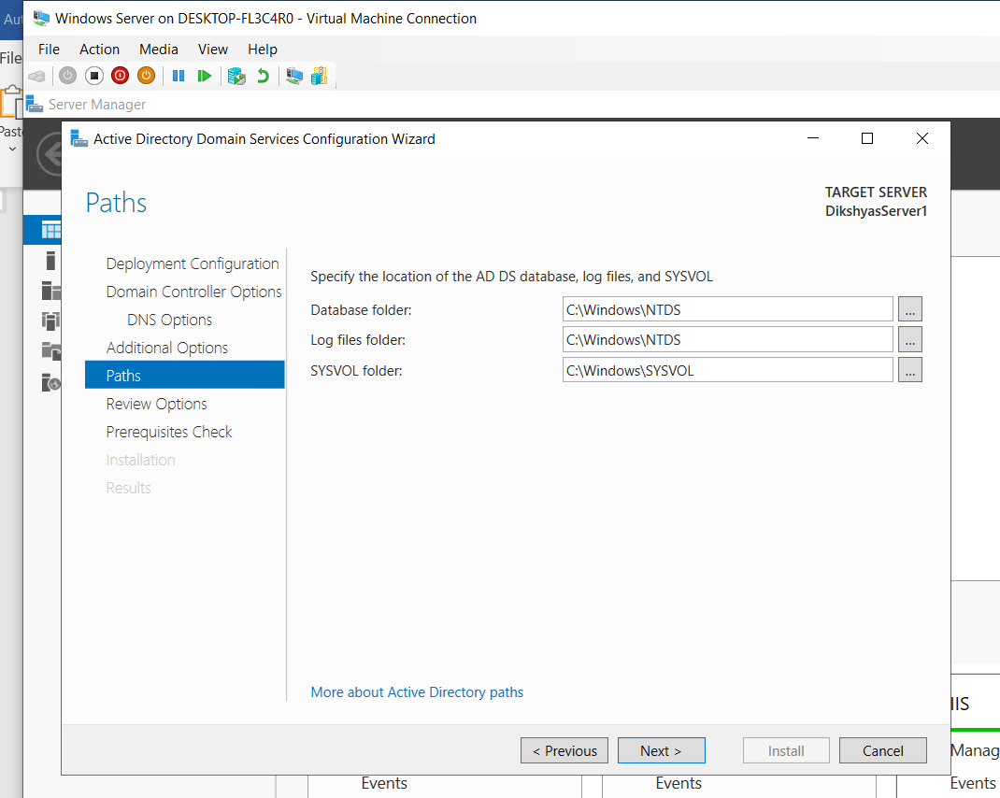 Aut
Windows Server on DESKTOP-FL3C4R0 - Virtual Machine Connection
File
File Action Media View Help
Server Manager
Paste
Active Directory Domain Services Configuration Wizard
Paths
TARGET SERVER
DikshyasServer1
Deployment Configuration
Domain Controller Options
DNS Options
Additional Options
Paths
Review Options
Prerequisites Check
Installation
Results
Specify the location of the AD DS database, log files, and SYSVOL
Database folder: C:\Windows\NTDS ...
Log files folder: C:\Windows\NTDS ...
SYSVOL folder: C:\Windows\SYSVOL ...
More about Active Directory paths
IIS
< Previous Next > Install Cancel
Manag
Events Events Events